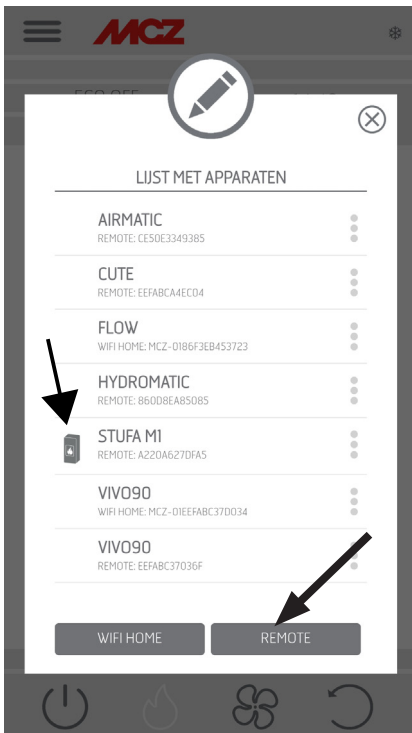 MCZ
LIJST MET APPARATEN
AIRMATIC
REMOTE: CE50E3349385
CUTE
REMOTE: EEFABCA4EC04
FLOW
WIFI HOME: MCZ-0186F3EB453723
HYDROMATIC
REMOTE: 860D8EA85085
STUFA M1
REMOTE: A220A627DFA5
VIVO90
WIFI HOME: MCZ-01EEFABC37D034
VIVO90
REMOTE: EEFABC37036F
WIFI HOME REMOTE